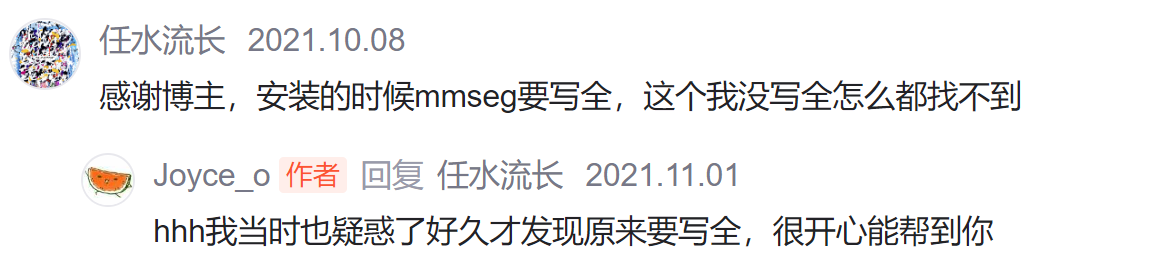 任水流长 2021.10.08
感谢博主，安装的时候mmseg要写全，这个我没写全怎么都找不到
Joyce_o 作者 回复 任水流长 2021.11.01
hhh我当时也疑惑了好久才发现原来要写全，很开心能帮到你